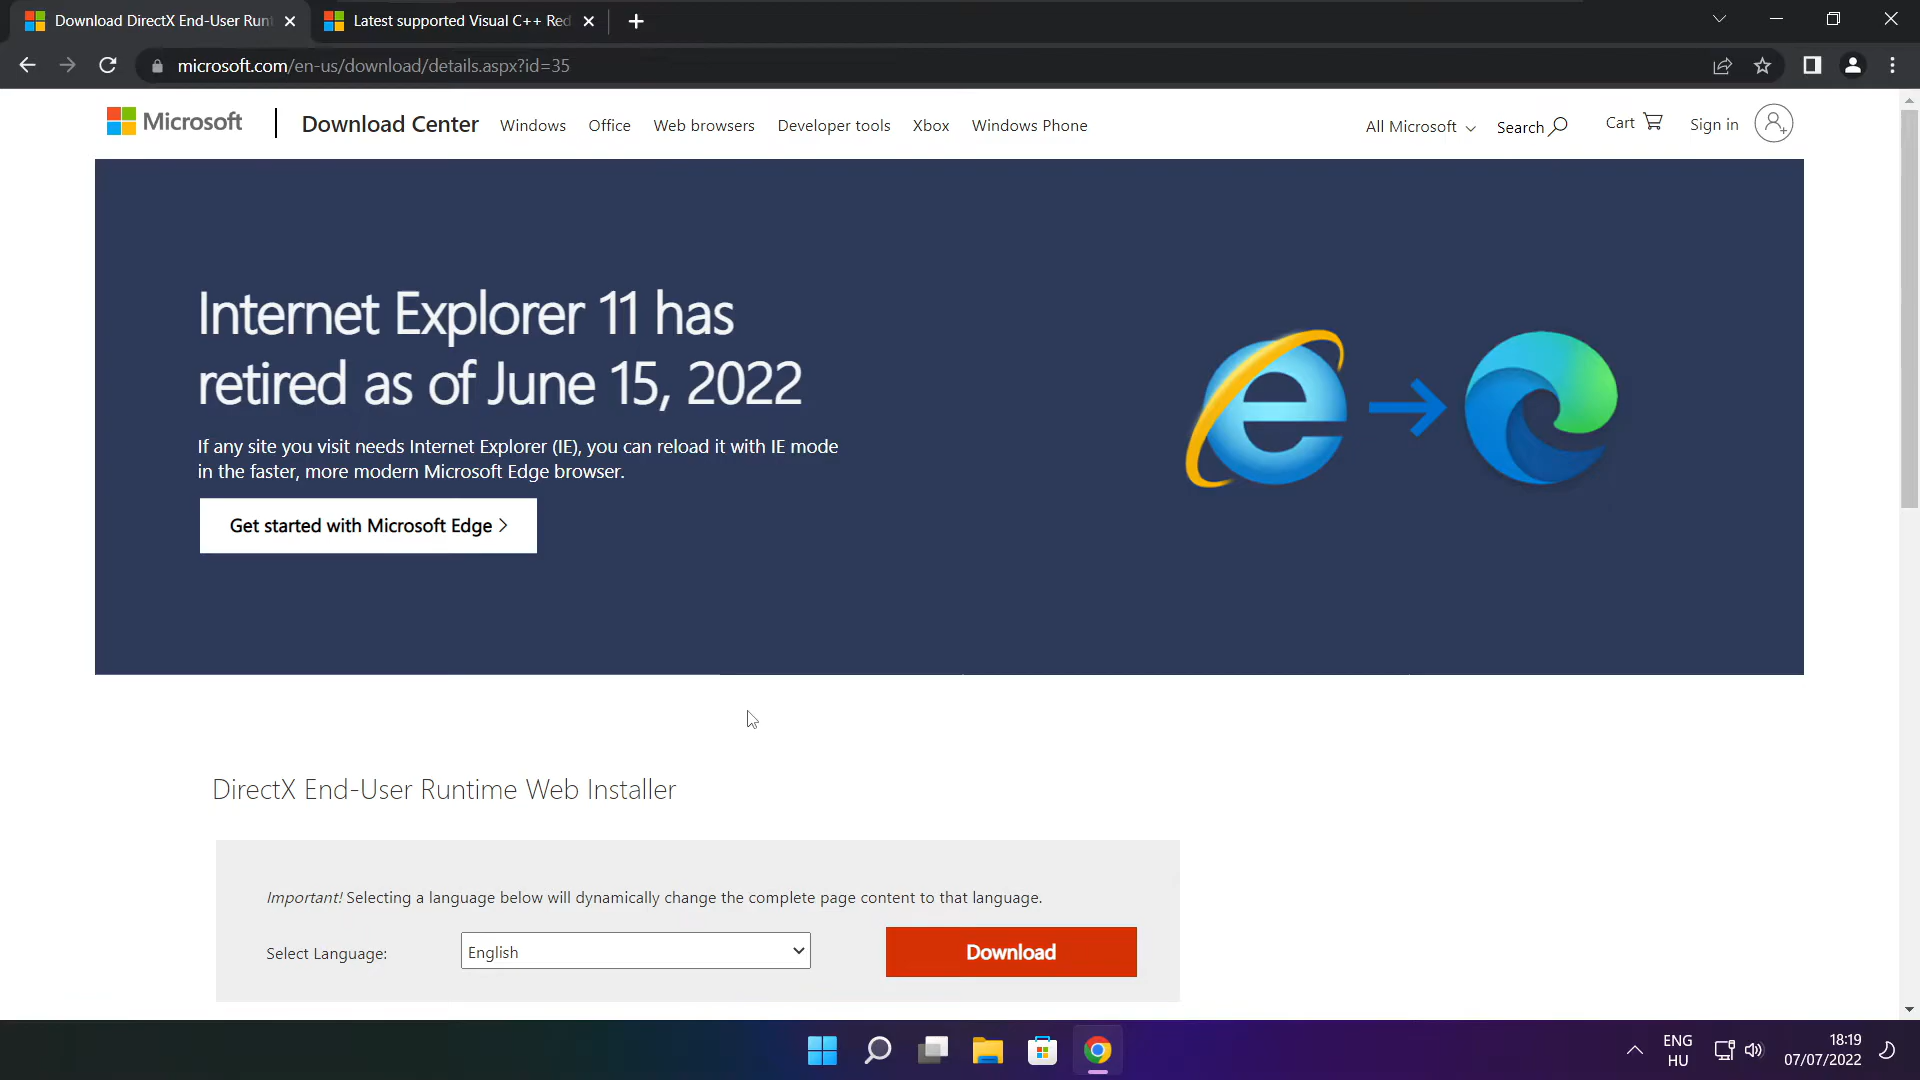 Download DirectX End-User Runt
Latest supported Visual C++ Red
microsoft.com/en-us/download/details.aspx?id=35
Microsoft
Download Center
Windows
Office
Web browsers
Developer tools
Xbox
Windows Phone
All Microsoft
Search
Cart
Sign in
Internet Explorer 11 has
retired as of June 15, 2022
If any site you visit needs Internet Explorer (IE), you can reload it with IE mode
in the faster, more modern Microsoft Edge browser.
Get started with Microsoft Edge >
DirectX End-User Runtime Web Installer
Important! Selecting a language below will dynamically change the complete page content to that language.
Select Language:
English
Download
ENG
HU
18:19
07/07/2022